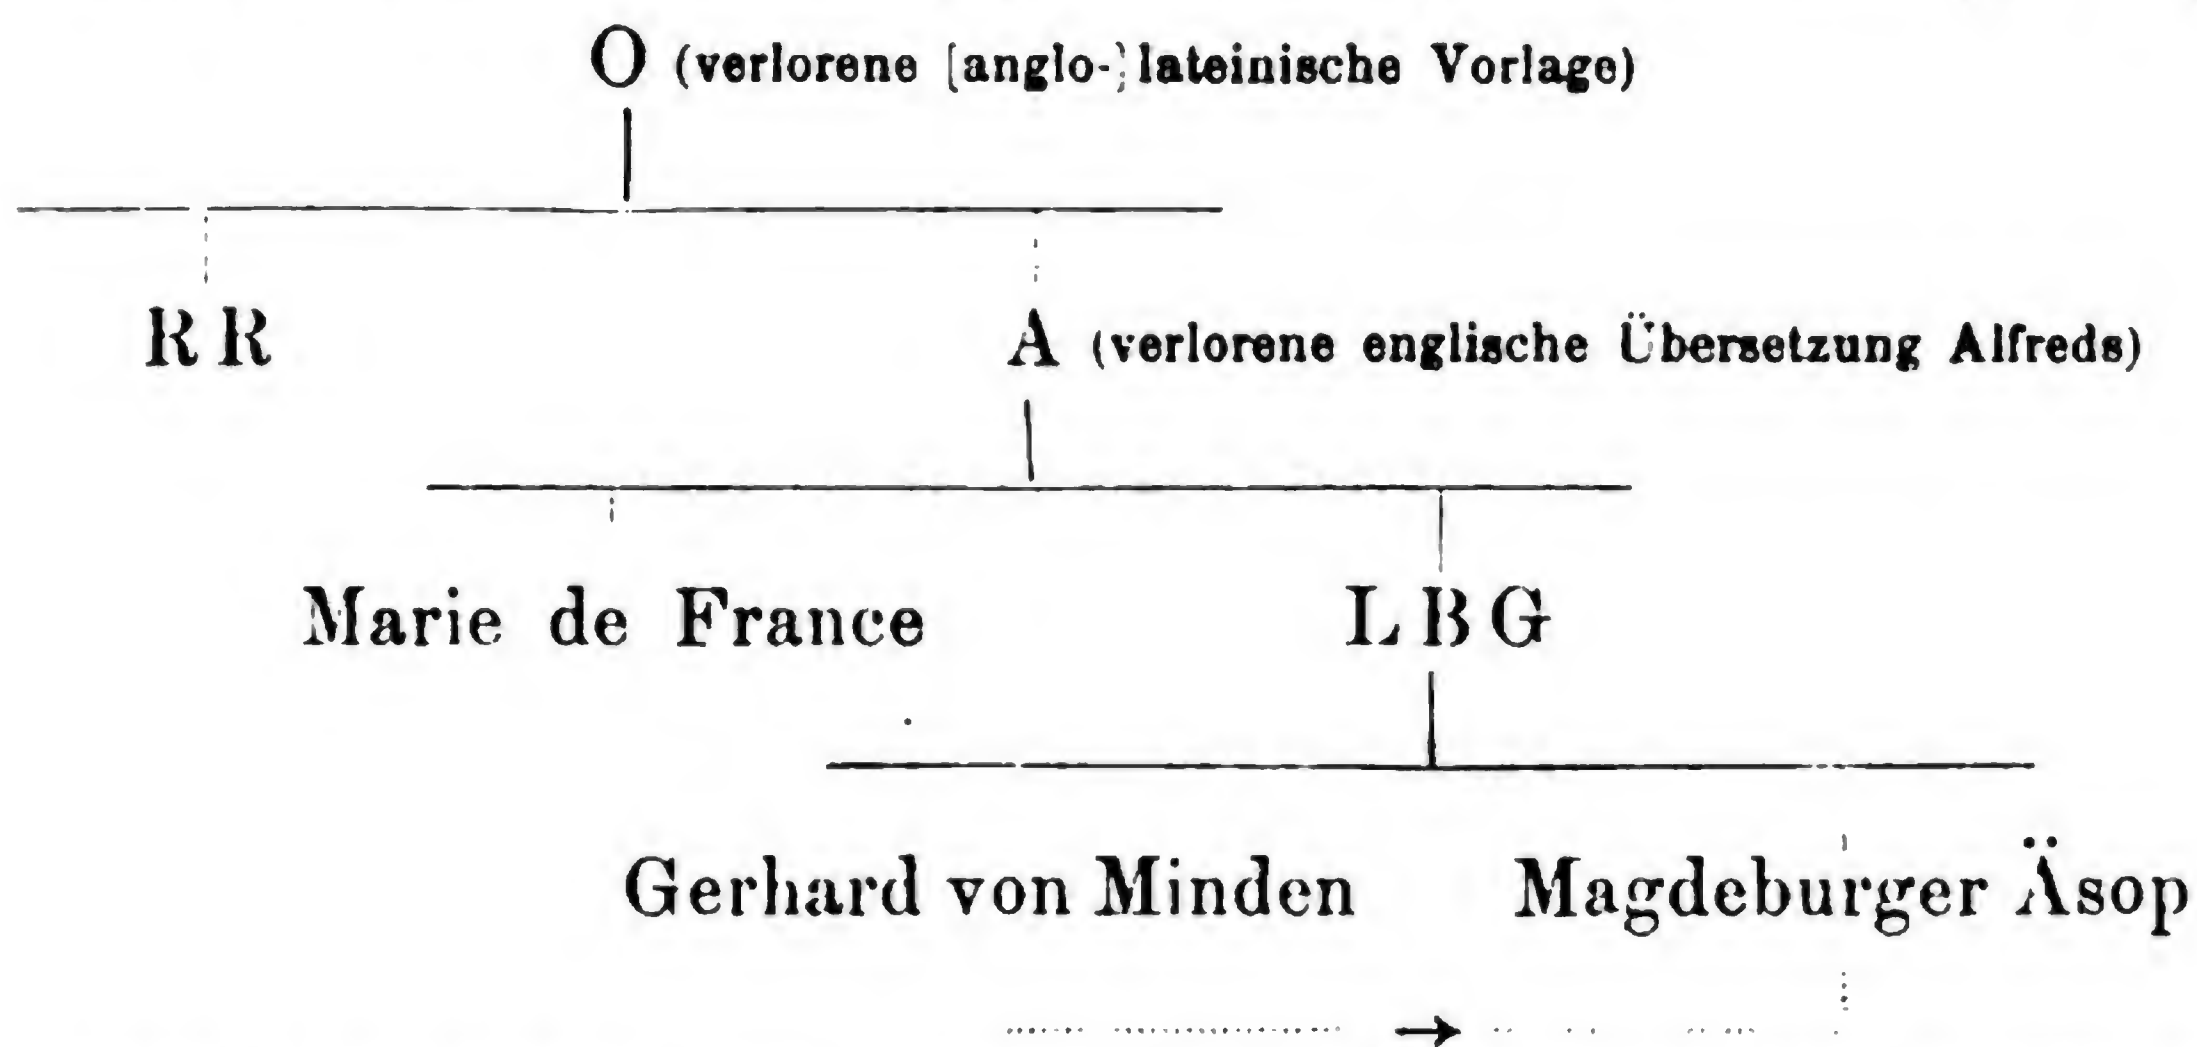 O (verlorene [anglo-]lateinische Vorlage)
RR
A (verlorene englische Übersetzung Alfreds)
Marie de France
LBG
Gerhard von Minden
Magdeburger Äsop